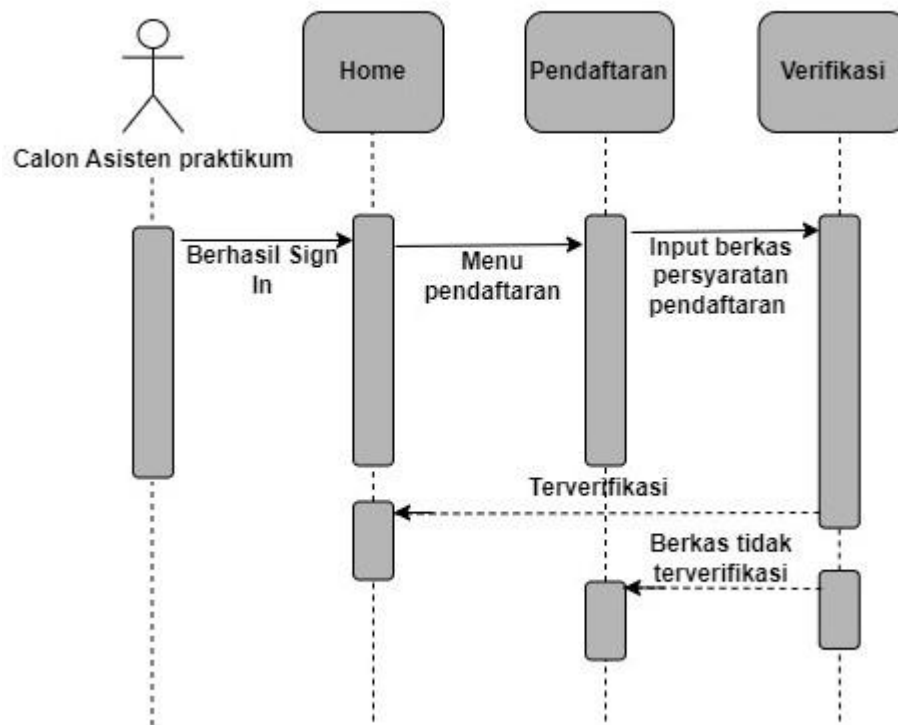 Home
Pendaftaran
Verifikasi
Calon Asisten praktikum
Berhasil Sign
In
Menu
pendaftaran
Input berkas
persyaratan
pendaftaran
Terverifikasi
Berkas tidak
terverifikasi